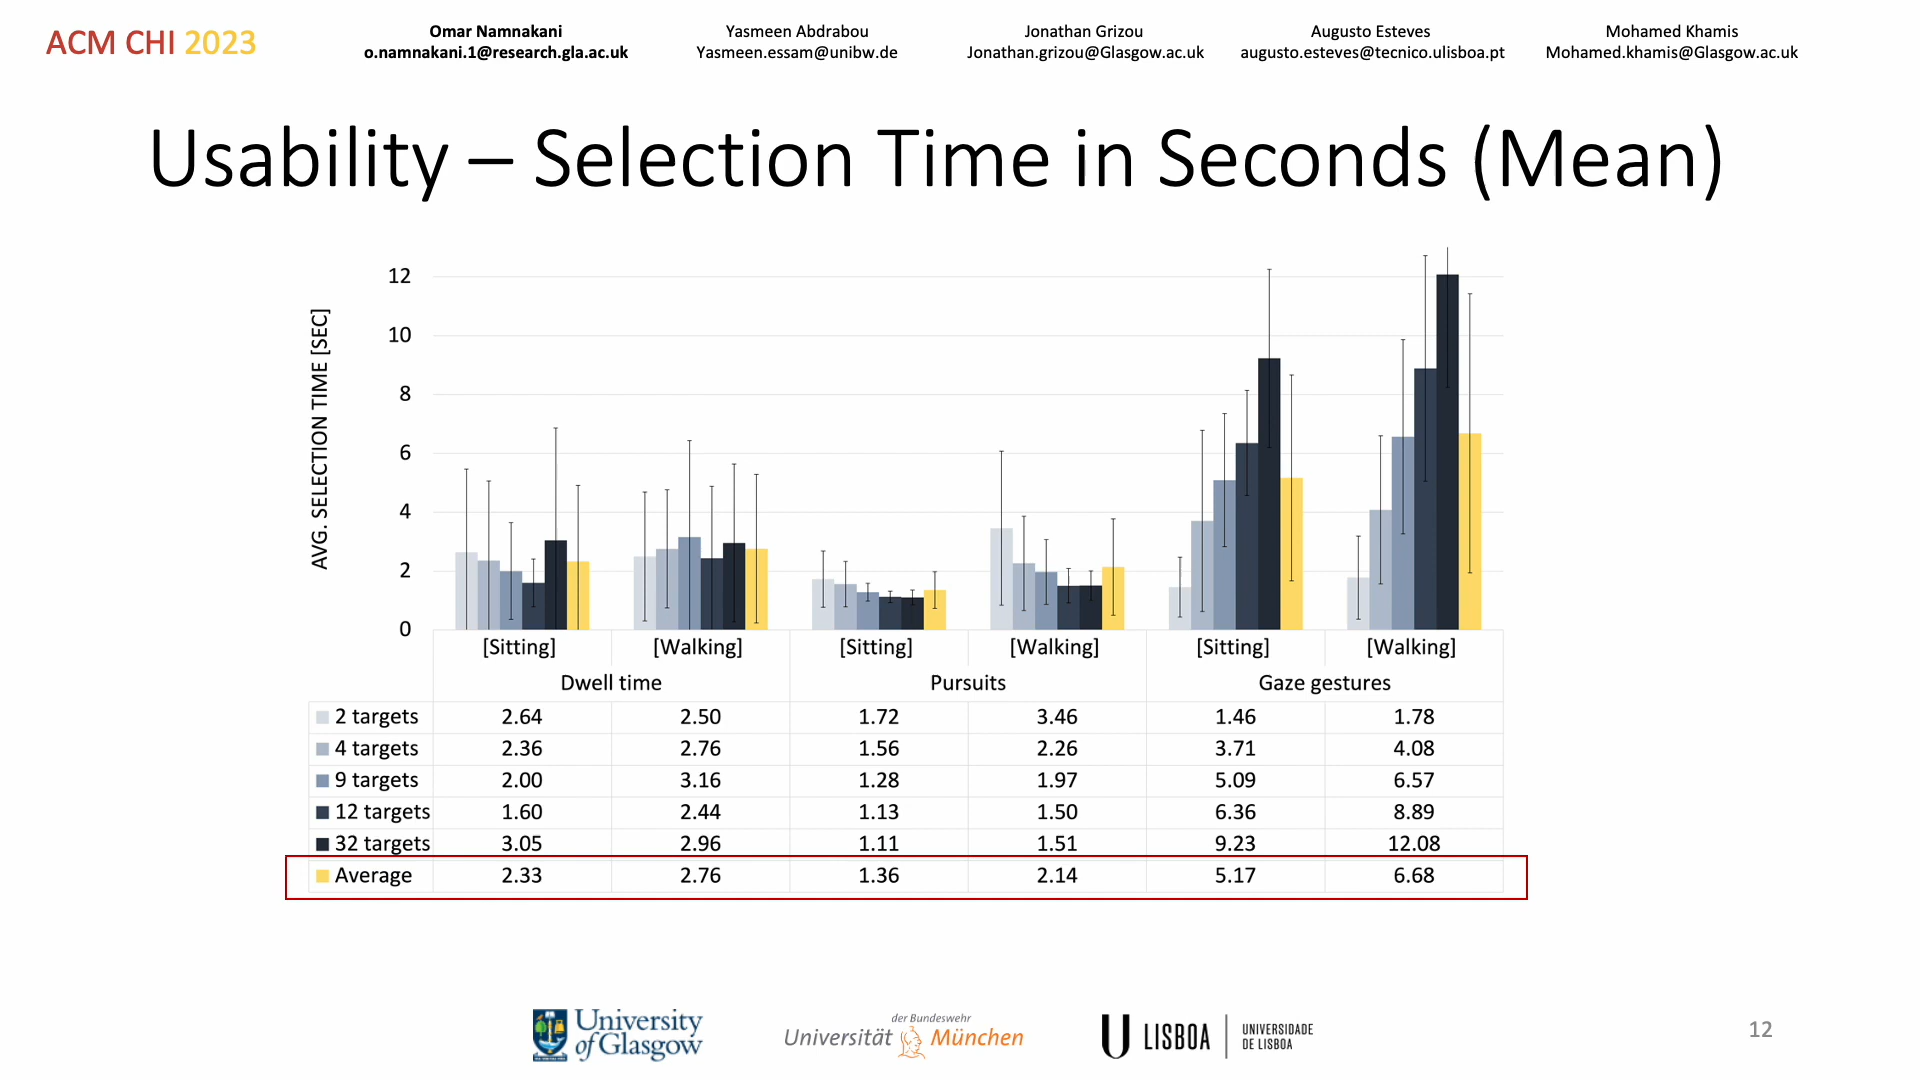 ACM CHI 2023
Omar Namnakani
o.namnakani.1@research.gla.ac.uk
Yasmeen Abdrabou
Yasmeen.essam@unibw.de
Jonathan Grizou
Jonathan.grizou@Glasgow.ac.uk
Augusto Esteves
augusto.esteves@tecnico.ulisboa.pt
Mohamed Khamis
Mohamed.khamis@Glasgow.ac.uk
Usability – Selection Time in Seconds (Mean)
AVG. SELECTION TIME [SEC]
12
10
8
6
4
2
0
[Sitting] [Walking] [Sitting] [Walking] [Sitting] [Walking]
Dwell time Pursuits Gaze gestures
2 targets 2.64 2.50 1.72 3.46 1.46 1.78
4 targets 2.36 2.76 1.56 2.26 3.71 4.08
9 targets 2.00 3.16 1.28 1.97 5.09 6.57
12 targets 1.60 2.44 1.13 1.50 6.36 8.89
32 targets 3.05 2.96 1.11 1.51 9.23 12.08
Average 2.33 2.76 1.36 2.14 5.17 6.68
University
of Glasgow
der Bundeswehr
Universität München
LISBOA
UNIVERSIDADE
DE LISBOA
12